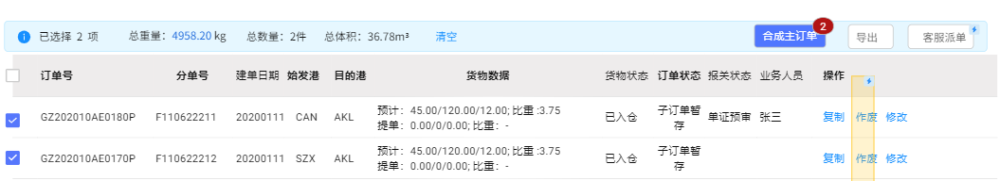 已选择 2 项 总重量：4958.20 kg 总数量：2件 总体积：36.78m³ 清空 合成主订单 2 导出 客服派单
订单号 分单号 建单日期 始发港 目的港 货物数据 货物状态 订单状态 报关状态 业务人员 操作
GZ202010AE0180P F110622211 20200111 CAN AKL 预计：45.00/120.00/12.00; 比重 :3.75 已入仓 子订单暂 单证预审 张三 复制 作废 修改
提单：0.00/0/0.00; 比重：- 存
GZ202010AE0170P F110622212 20200111 SZX AKL 预计：45.00/120.00/12.00; 比重 :3.75 已入仓 子订单暂 复制 作废 修改
提单：0.00/0/0.00; 比重：- 存